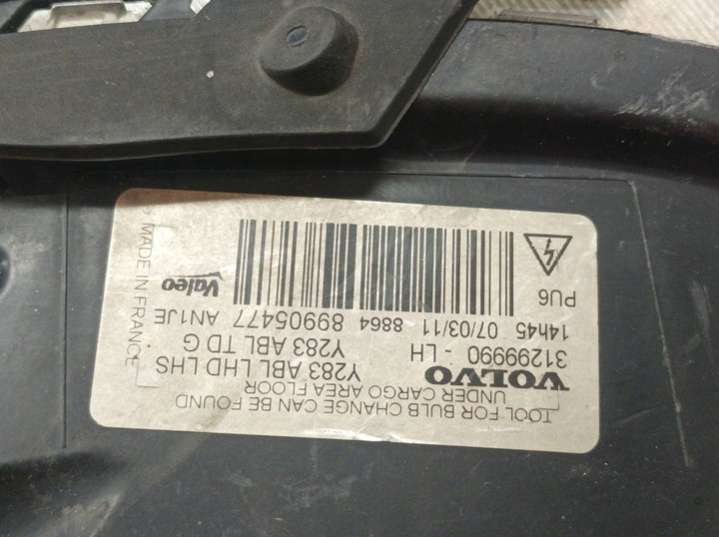 TOOL FOR BULB CHANGE CAN BE FOUND
UNDER CARGO AREA FLOOR
VOLVO
Y283 ABL LHD LHS
31299990 - LH
Y283 ABL TD G
14h45 07/03/11 8864 89905477 AN1JE
PU6
Valeo
MADE IN FRANCE